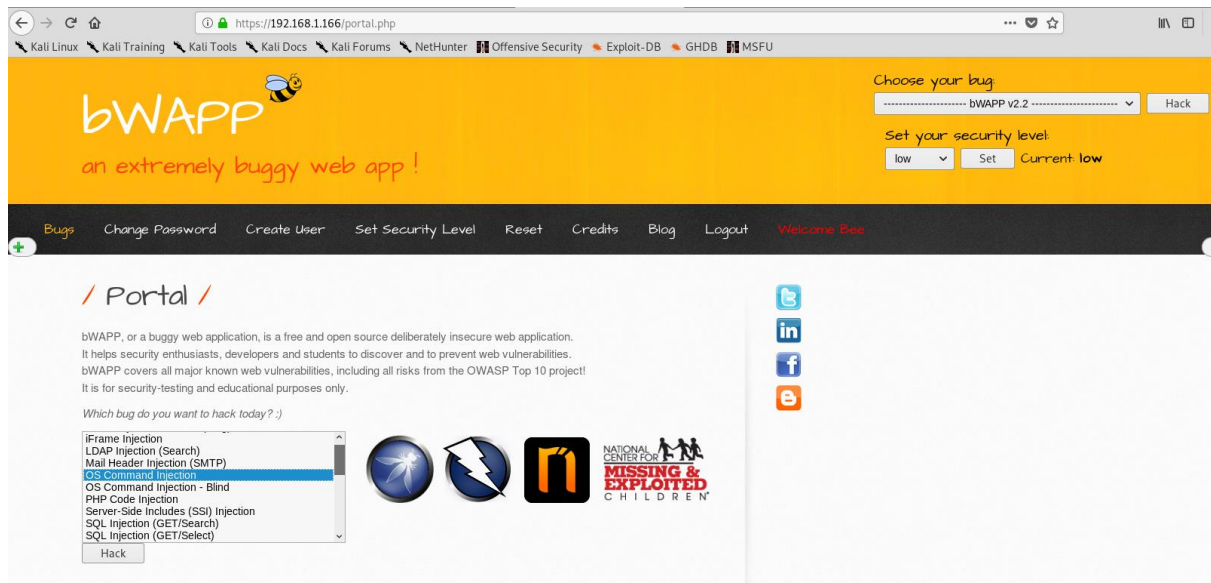 https://192.168.1.166/portal.php
Kali Linux Kali Training Kali Tools Kali Docs Kali Forums NetHunter Offensive Security Exploit-DB GHDB MSFU
bWAPP
an extremely buggy web app !
Choose your bug:
---------------------- bWAPP v2.2 -----------------------
Hack
Set your security level:
low
Set
Current: low
Bugs Change Password Create User Set Security Level Reset Credits Blog Logout Welcome Bee
/ Portal /
bWAPP, or a buggy web application, is a free and open source deliberately insecure web application.
It helps security enthusiasts, developers and students to discover and to prevent web vulnerabilities.
bWAPP covers all major known web vulnerabilities, including all risks from the OWASP Top 10 project!
It is for security-testing and educational purposes only.
Which bug do you want to hack today? :)
iFrame Injection
LDAP Injection (Search)
Mail Header Injection (SMTP)
OS Command Injection
OS Command Injection - Blind
PHP Code Injection
Server-Side Includes (SSI) Injection
SQL Injection (GET/Search)
SQL Injection (GET/Select)
Hack
NATIONAL
CENTER FOR
MISSING &
EXPLOITED
CHILDREN
in
f